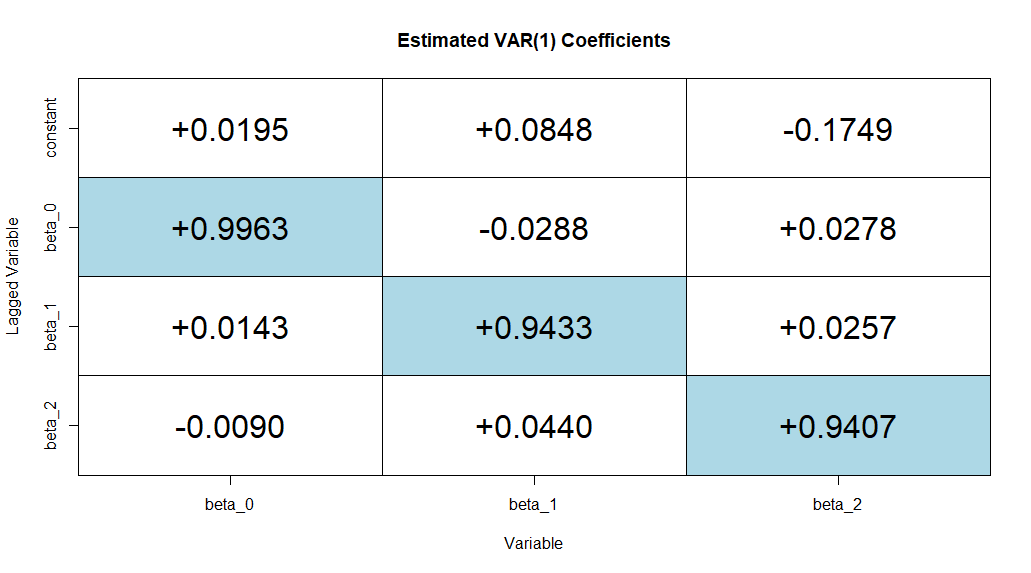 Estimated VAR(1) Coefficients
constant +0.0195 +0.0848 -0.1749
beta_0 +0.9963 -0.0288 +0.0278
Lagged Variable
beta_1 +0.0143 +0.9433 +0.0257
beta_2 -0.0090 +0.0440 +0.9407
beta_0 beta_1 beta_2
Variable